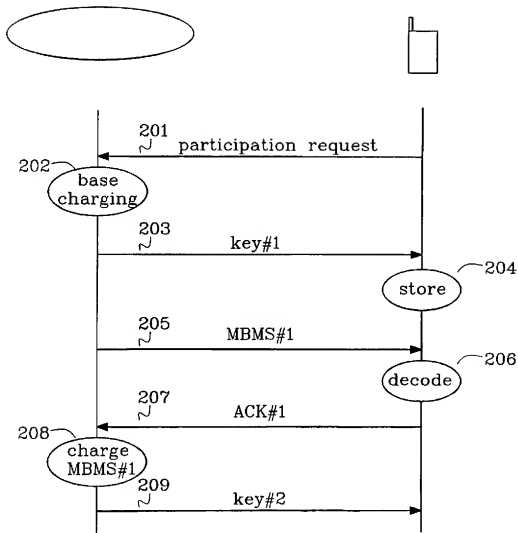 201
participation request
202
base
charging
203
key#1
204
store
205
MBMS#1
206
decode
207
ACK#1
208
charge
MBMS#1
209
key#2